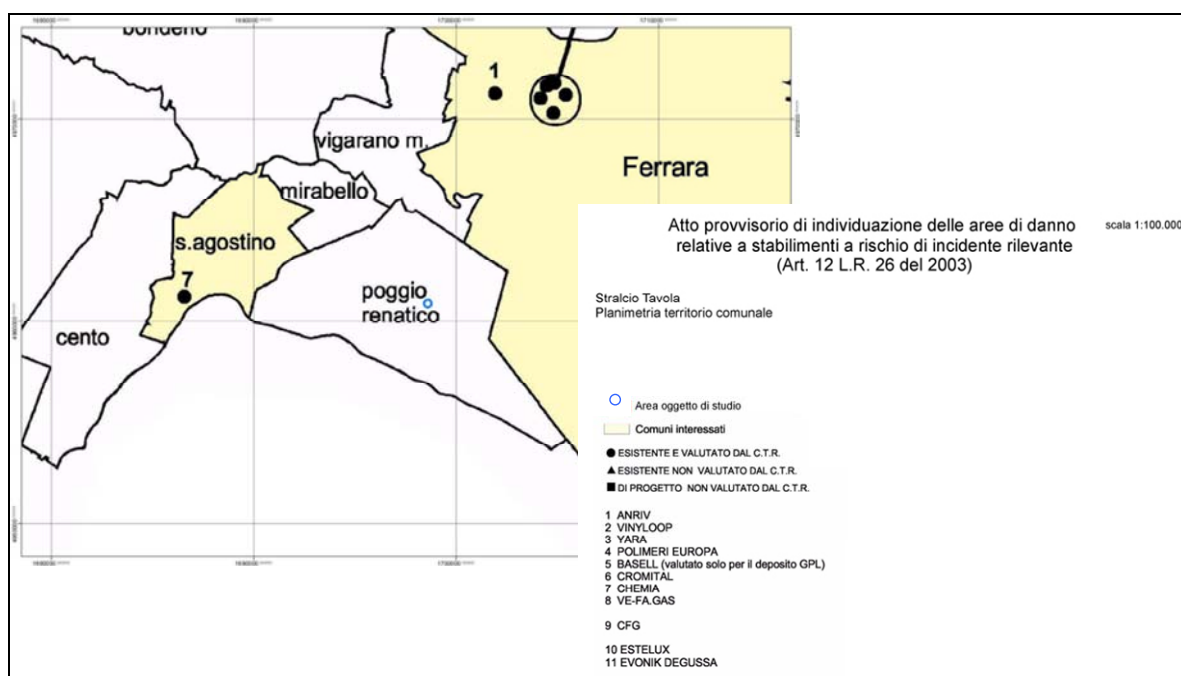 bondeno
1
vigarano m.
Ferrara
mirabello
s.agostino
7
poggio
renatico
cento
Atto provvisorio di individuazione delle aree di danno
relative a stabilimenti a rischio di incidente rilevante
(Art. 12 L.R. 26 del 2003)
scala 1:100.000
Stralcio Tavola
Planimetria territorio comunale
Area oggetto di studio
Comuni interessati
ESISTENTE E VALUTATO DAL C.T.R.
ESISTENTE NON VALUTATO DAL C.T.R.
DI PROGETTO NON VALUTATO DAL C.T.R.
1 ANRIV
2 VINYLOOP
3 YARA
4 POLIMERI EUROPA
5 BASELL (valutato solo per il deposito GPL)
6 CROMITAL
7 CHEMIA
8 VE-FA.GAS
9 CFG
10 ESTELUX
11 EVONIK DEGUSSA